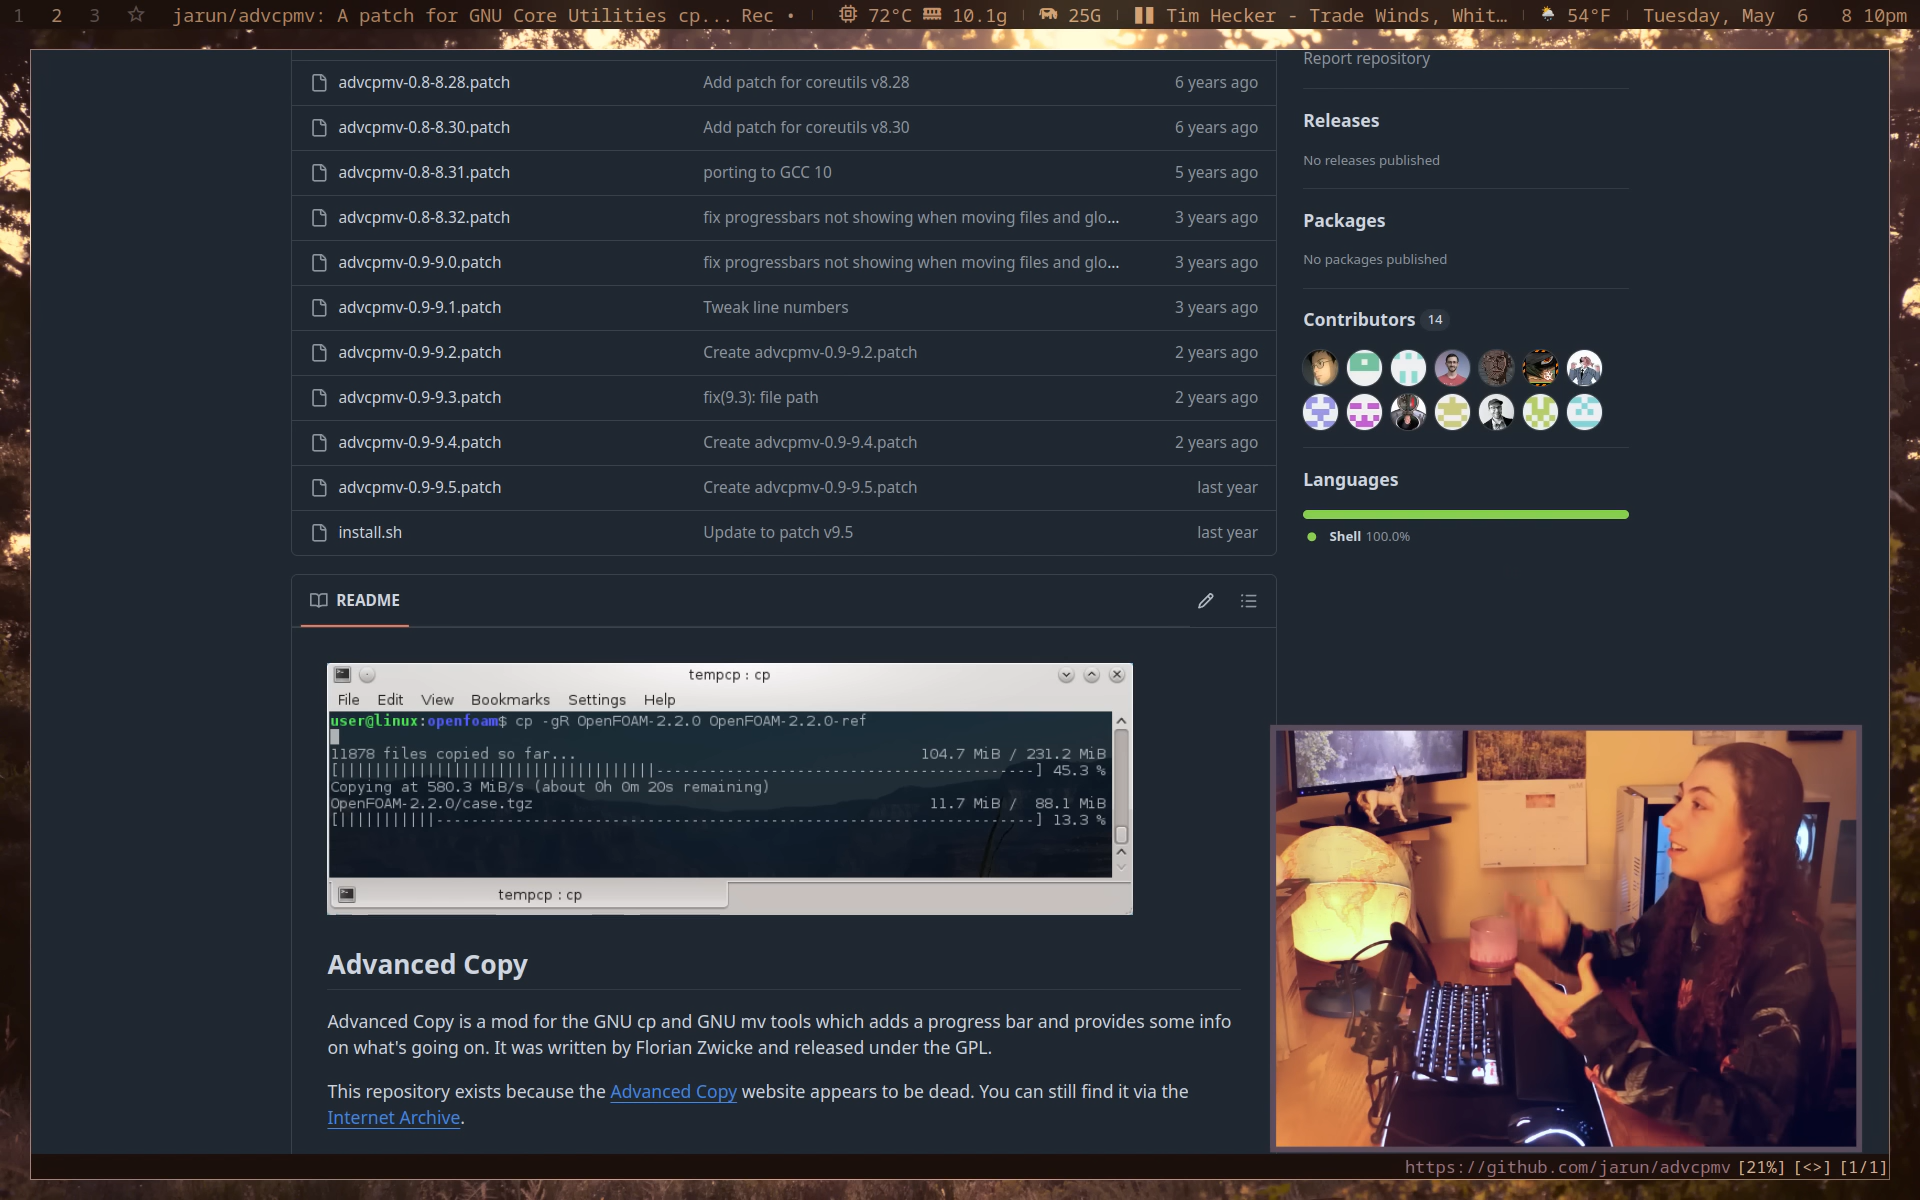 1 2 3 jarun/advcpmv: A patch for GNU Core Utilities cp... Rec • 72°C 10.1g 25G Tim Hecker - Trade Winds, Whit… 54°F Tuesday, May 6 8 10pm
Report repository
advcpmv-0.8-8.28.patch Add patch for coreutils v8.28 6 years ago
advcpmv-0.8-8.30.patch Add patch for coreutils v8.30 6 years ago
advcpmv-0.8-8.31.patch porting to GCC 10 5 years ago
advcpmv-0.8-8.32.patch fix progressbars not showing when moving files and glo... 3 years ago
advcpmv-0.9-9.0.patch fix progressbars not showing when moving files and glo... 3 years ago
advcpmv-0.9-9.1.patch Tweak line numbers 3 years ago
advcpmv-0.9-9.2.patch Create advcpmv-0.9-9.2.patch 2 years ago
advcpmv-0.9-9.3.patch fix(9.3): file path 2 years ago
advcpmv-0.9-9.4.patch Create advcpmv-0.9-9.4.patch 2 years ago
advcpmv-0.9-9.5.patch Create advcpmv-0.9-9.5.patch last year
install.sh Update to patch v9.5 last year
Releases
No releases published
Packages
No packages published
Contributors 14
Languages
Shell 100.0%
README
tempcp : cp
File Edit View Bookmarks Settings Help
user@linux:openfoam$ cp -gR OpenFOAM-2.2.0 OpenFOAM-2.2.0-ref
11878 files copied so far... 104.7 MiB / 231.2 MiB
[||||||||||||||||||||||||||||||||||||-------------------------------------------] 45.3 %
Copying at 580.3 MiB/s (about 0h 0m 20s remaining)
OpenFOAM-2.2.0/case.tgz 11.7 MiB / 88.1 MiB
[|||||||||||--------------------------------------------------------------------] 13.3 %
tempcp : cp
Advanced Copy
Advanced Copy is a mod for the GNU cp and GNU mv tools which adds a progress bar and provides some info
on what's going on. It was written by Florian Zwicke and released under the GPL.
This repository exists because the Advanced Copy website appears to be dead. You can still find it via the
Internet Archive.
https://github.com/jarun/advcpmv [21%] [<>] [1/1]